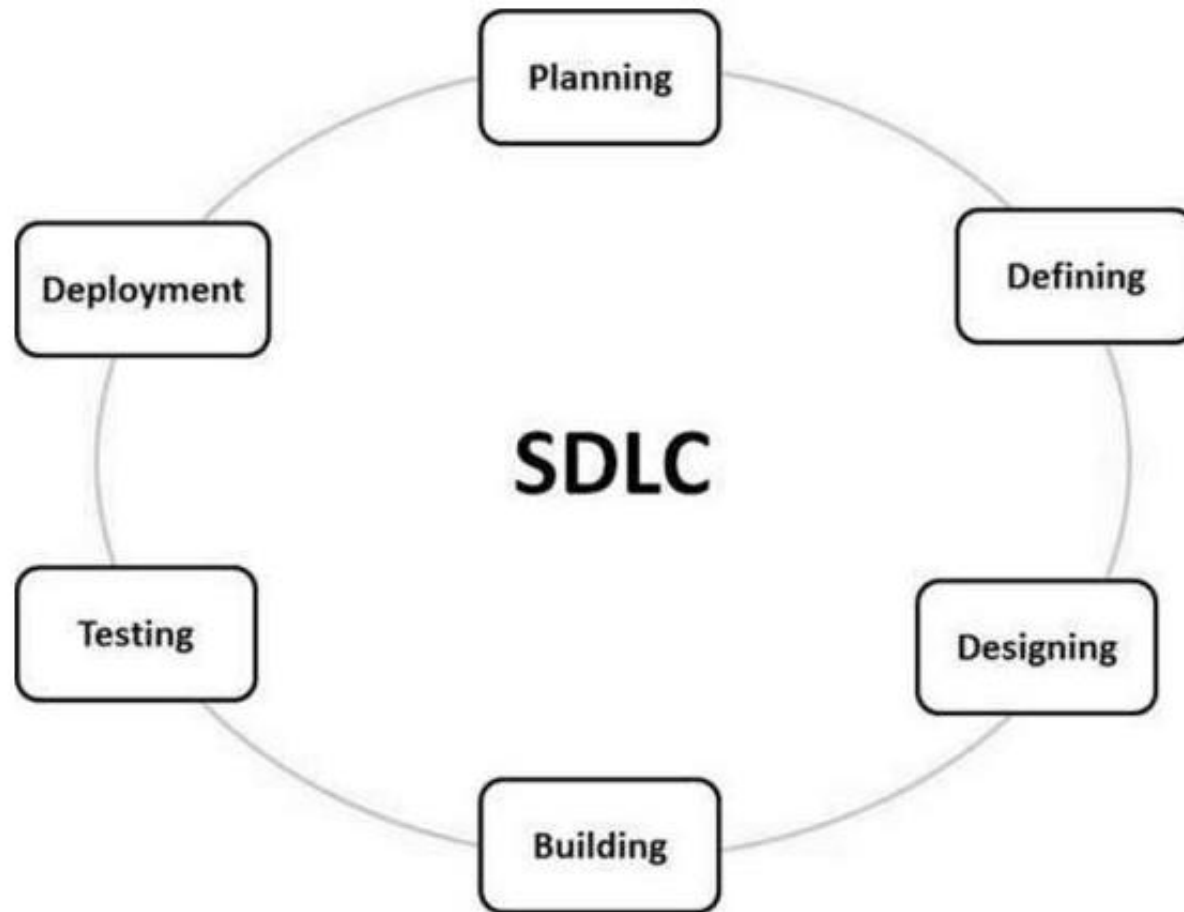 Planning
Deployment
Defining
SDLC
Testing
Designing
Building